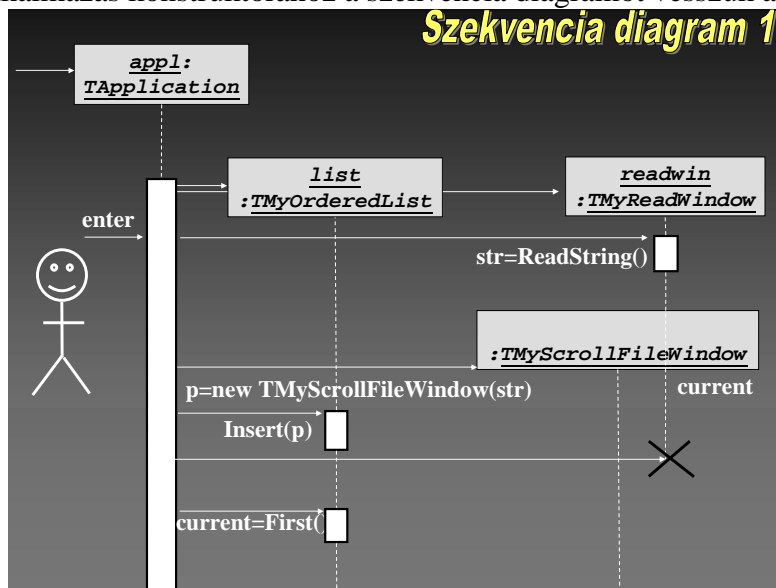 Szekvencia diagram 1
appl:
TApplication
list
:TMyOrderedList
readwin
:TMyReadWindow
enter
str=ReadString()
:TMyScrollFileWindow
p=new TMyScrollFileWindow(str)
current
Insert(p)
current=First()